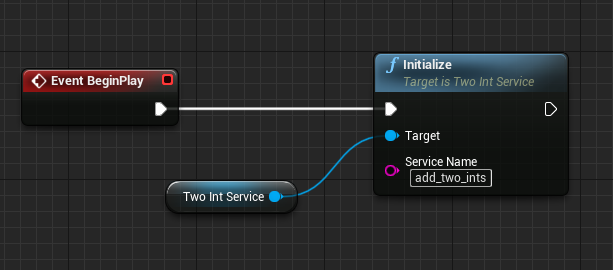 Event BeginPlay
Initialize
Target is Two Int Service
Target
Service Name
add_two_ints
Two Int Service